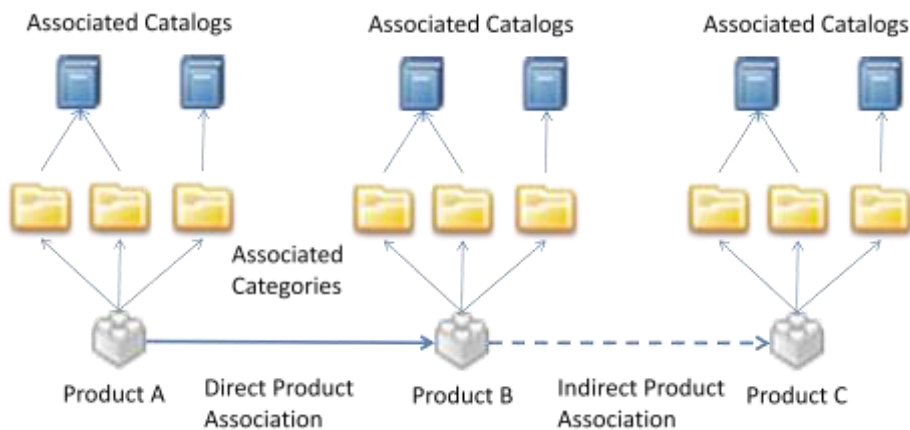 Associated Catalogs
Associated Catalogs
Associated Catalogs
Associated
Categories
Product A
Direct Product
Association
Product B
Indirect Product
Association
Product C